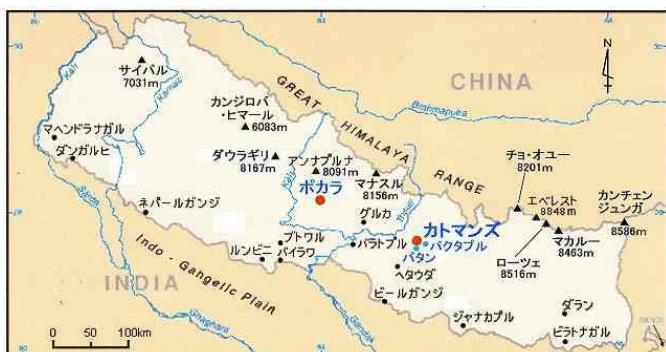 サイパル
7031m
カンジロバ
・ヒマール
6083m
ダウラギリ
8167m
アンナプルナ
8091m
マナスル
8156m
ポカラ
グルカ
マヘンドラナガル
ダンガルヒ
ネパールガンジ
ブトワル
ルンビニ
バイラワ
バラトプル
カトマンズ
バクタプル
パタン
ヘタウダ
ビールガンジ
ジャナカプル
ダラン
ビラトナガル
チョ・オユー
8201m
エベレスト
8848m
ローツェ
8516m
マカルー
8463m
カンチェン
ジュンガ
8586m
GREAT HIMALAYA RANGE
CHINA
INDIA
Indo - Gangetic Plain
Kali
Karnali
Sarda
Kali
Ghaghara
Gandak
N
0 50 100km